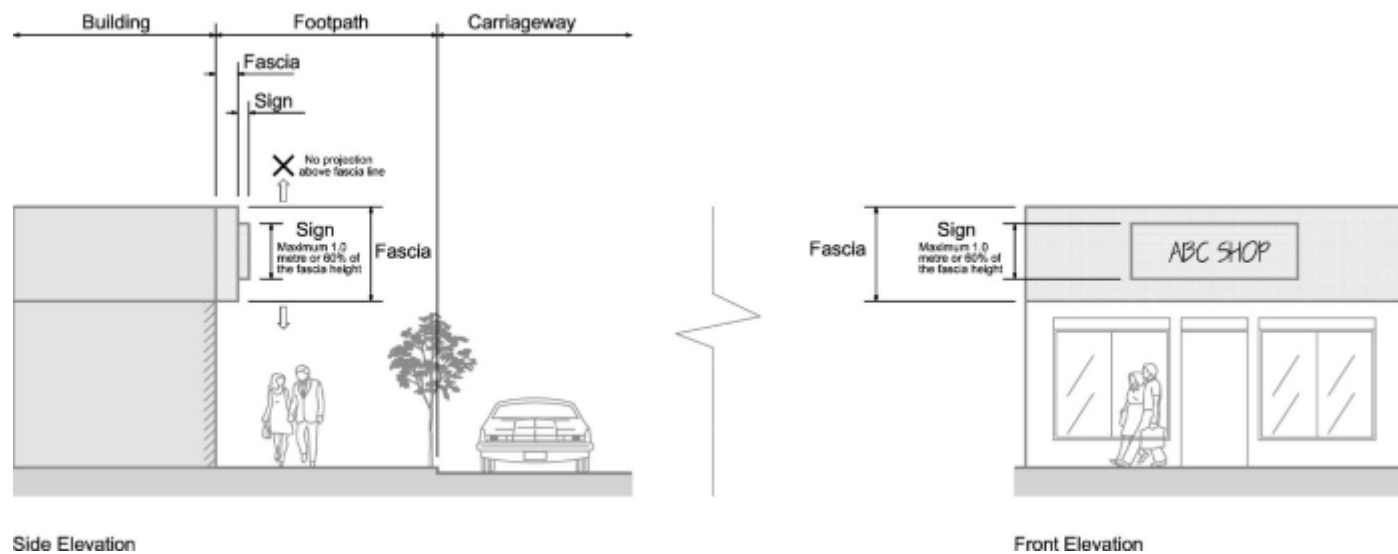 Building Footpath Carriageway
Fascia
Sign
No projection
above fascia line
Sign
Maximum 1.0
metre or 60% of
the fascia height
Fascia
Fascia
Sign
Maximum 1.0
metre or 60% of
the fascia height
ABC SHOP
Side Elevation
Front Elevation